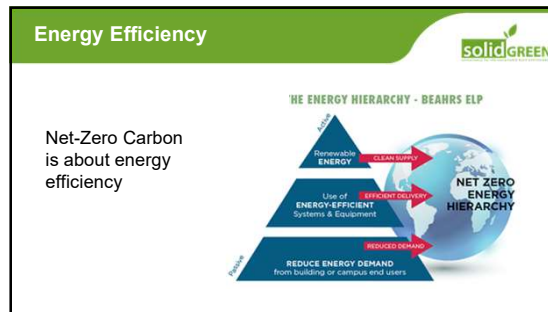 Energy Efficiency
solidGREEN
'HE ENERGY HIERARCHY - BEAHRS ELP
Net-Zero Carbon
is about energy
efficiency
Active
Renewable
ENERGY
CLEAN SUPPLY
Use of
ENERGY-EFFICIENT
Systems & Equipment
EFFICIENT DELIVERY
NET ZERO
ENERGY
HIERARCHY
REDUCED DEMAND
Passive
REDUCE ENERGY DEMAND
from building or campus end users